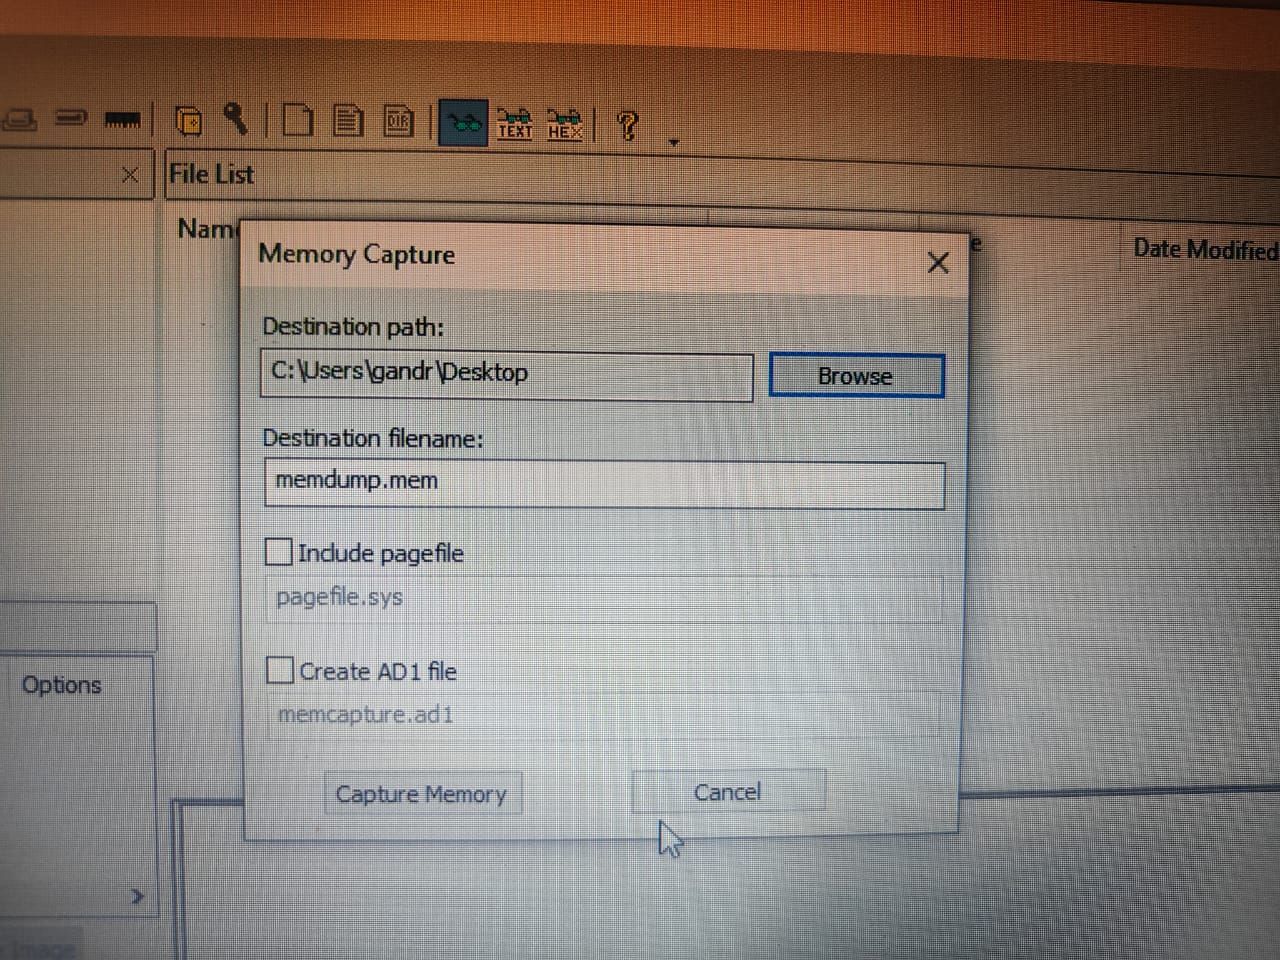 DIR
TEXT
HEX
?
File List
Date Modified
Memory Capture
Destination path:
C:\Users\gandr\Desktop
Browse
Destination filename:
memdump.mem
Include pagefile
pagefile.sys
Create AD1 file
memcapture.ad1
Options
Capture Memory
Cancel
Image